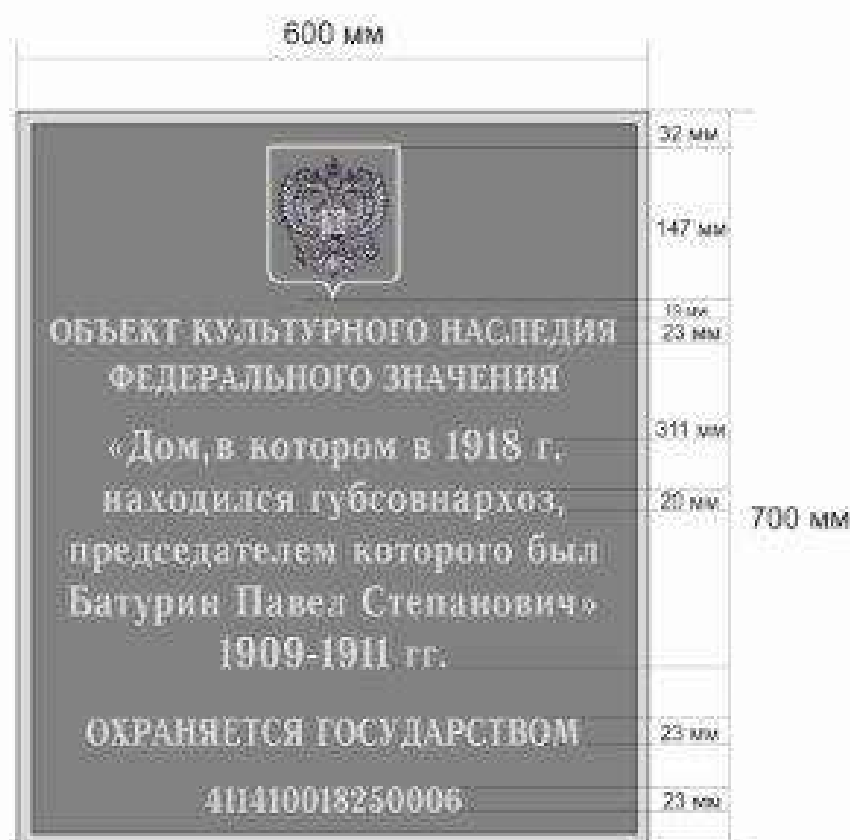 600 мм
32 мм
147 мм
19 мм
ОБЪЕКТ КУЛЬТУРНОГО НАСЛЕДИЯ
23 мм
ФЕДЕРАЛЬНОГО ЗНАЧЕНИЯ
«Дом,в котором в 1918 г.
311 мм
находился губсовнархоз,
20 мм
700 мм
председателем которого был
Батурин Павел Степанович»
1909-1911 гг.
ОХРАНЯЕТСЯ ГОСУДАРСТВОМ
23 мм
411410018250006
23 мм